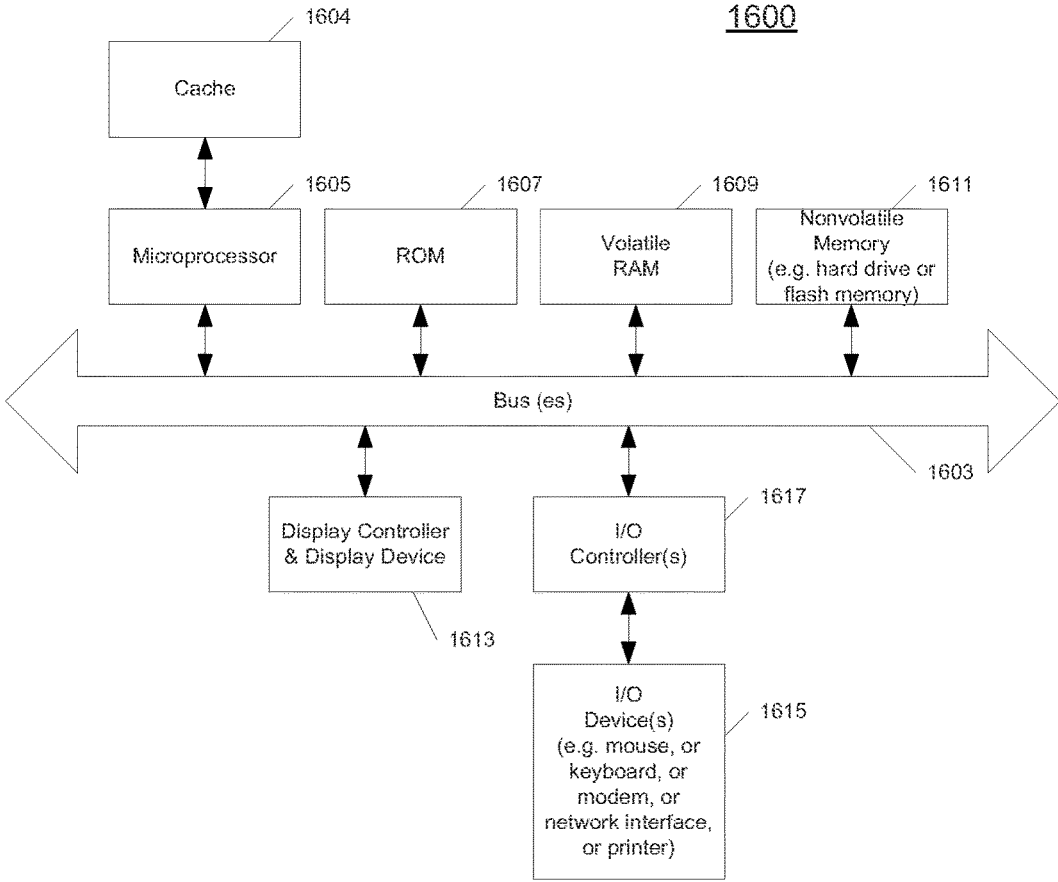 1600
1604
Cache
1605
1607
1609
1611
Microprocessor
ROM
Volatile
RAM
Nonvolatile
Memory
(e.g. hard drive or
flash memory)
Bus (es)
1603
1617
Display Controller
& Display Device
I/O
Controller(s)
1613
1615
I/O
Device(s)
(e.g. mouse, or
keyboard, or
modem, or
network interface,
or printer)